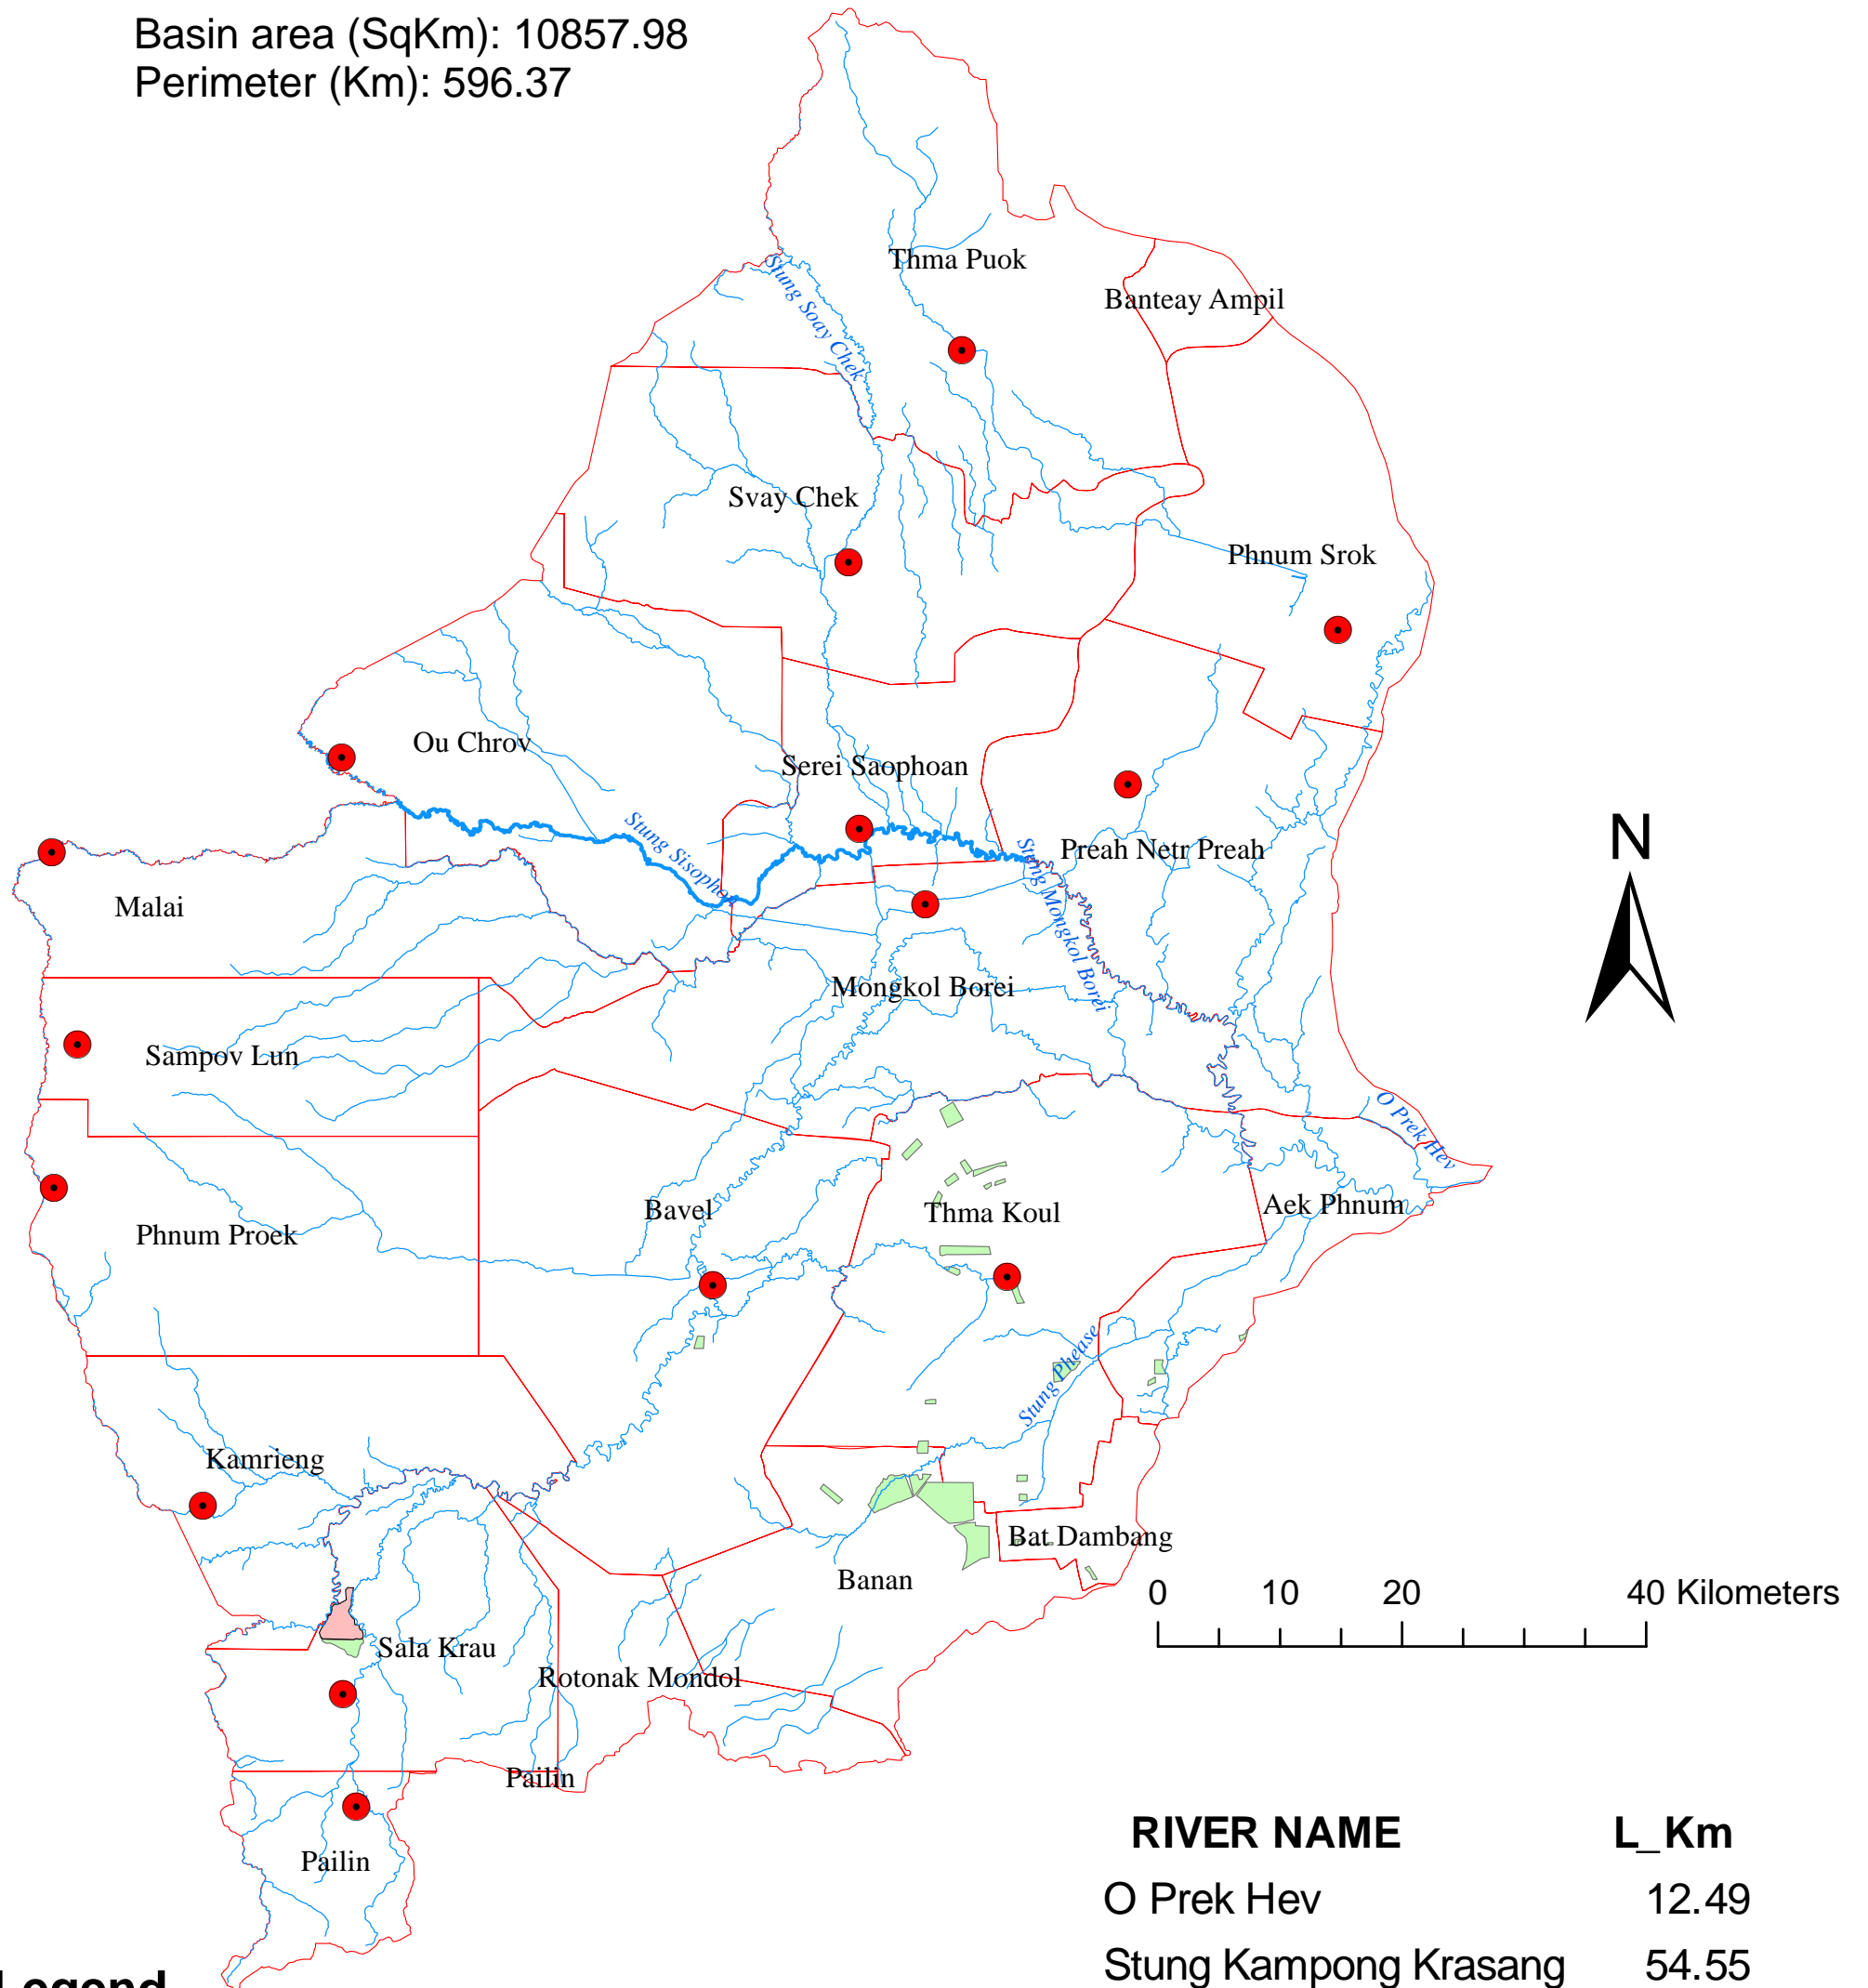 Basin area (SqKm): 10857.98
Perimeter (Km): 596.37
Thma Puok
Banteay Ampil
Stung Soay Chek
Svay Chek
Phnum Srok
Ou Chrov
Serei Saophoan
Stung Sisophon
Preah Netr Preah
N
Malai
Stung Mongkol Borei
Mongkol Borei
Sampov Lun
O Prek Hev
Bavel
Thma Koul
Aek Phnum
Phnum Proek
Stung Phease
Kamrieng
Bat Dambang
Banan
0 10 20 40 Kilometers
Sala Krau
Rotonak Mondol
Pailin
Pailin
RIVER NAME L_Km
O Prek Hev 12.49
Stung Kampong Krasang 54.55
Legend